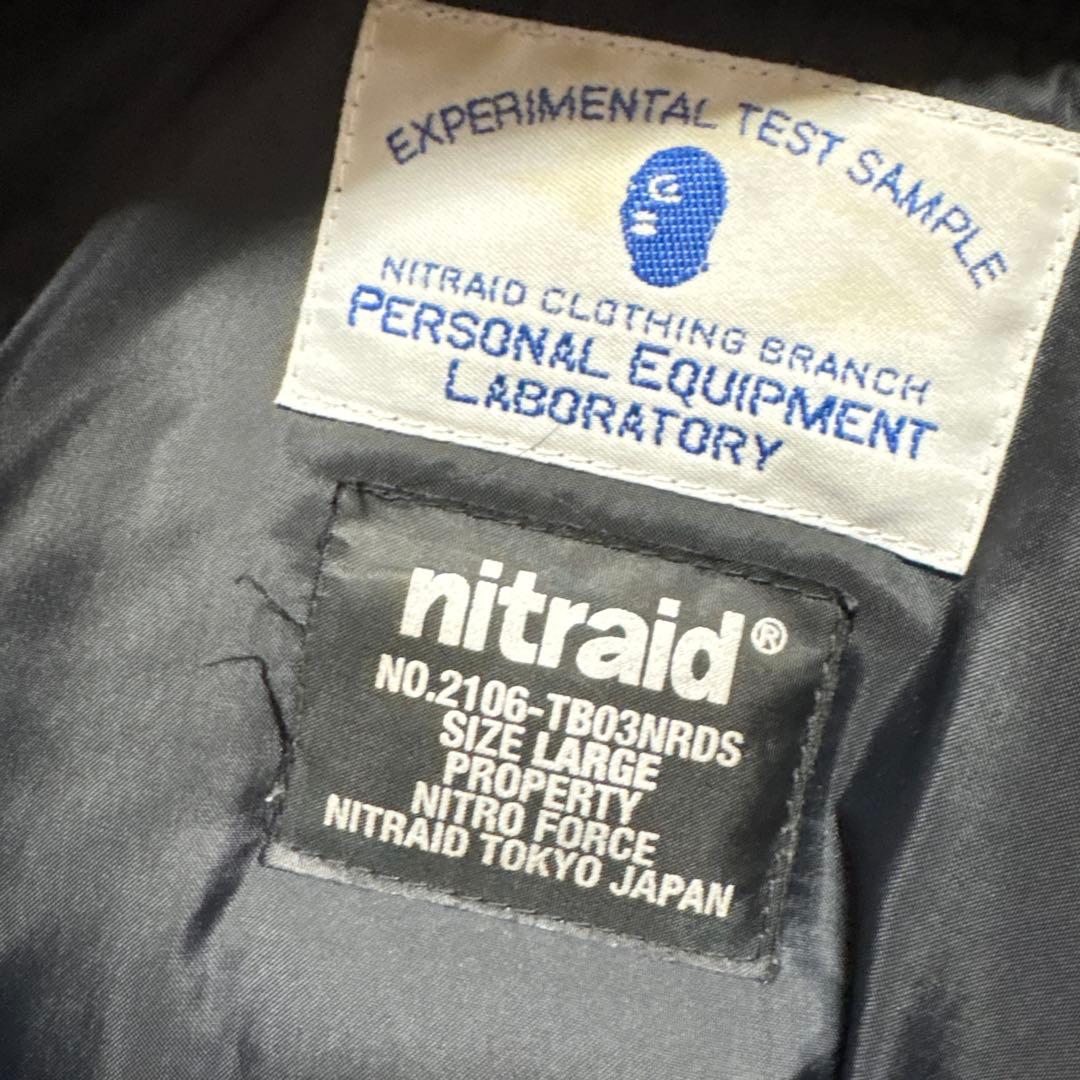 EXPERIMENTAL TEST SAMPLE
NITRAID CLOTHING BRANCH
PERSONAL EQUIPMENT
LABORATORY
nitraid®
NO.2106-TB03NRDS
SIZE LARGE
PROPERTY
NITRO FORCE
NITRAID TOKYO JAPAN